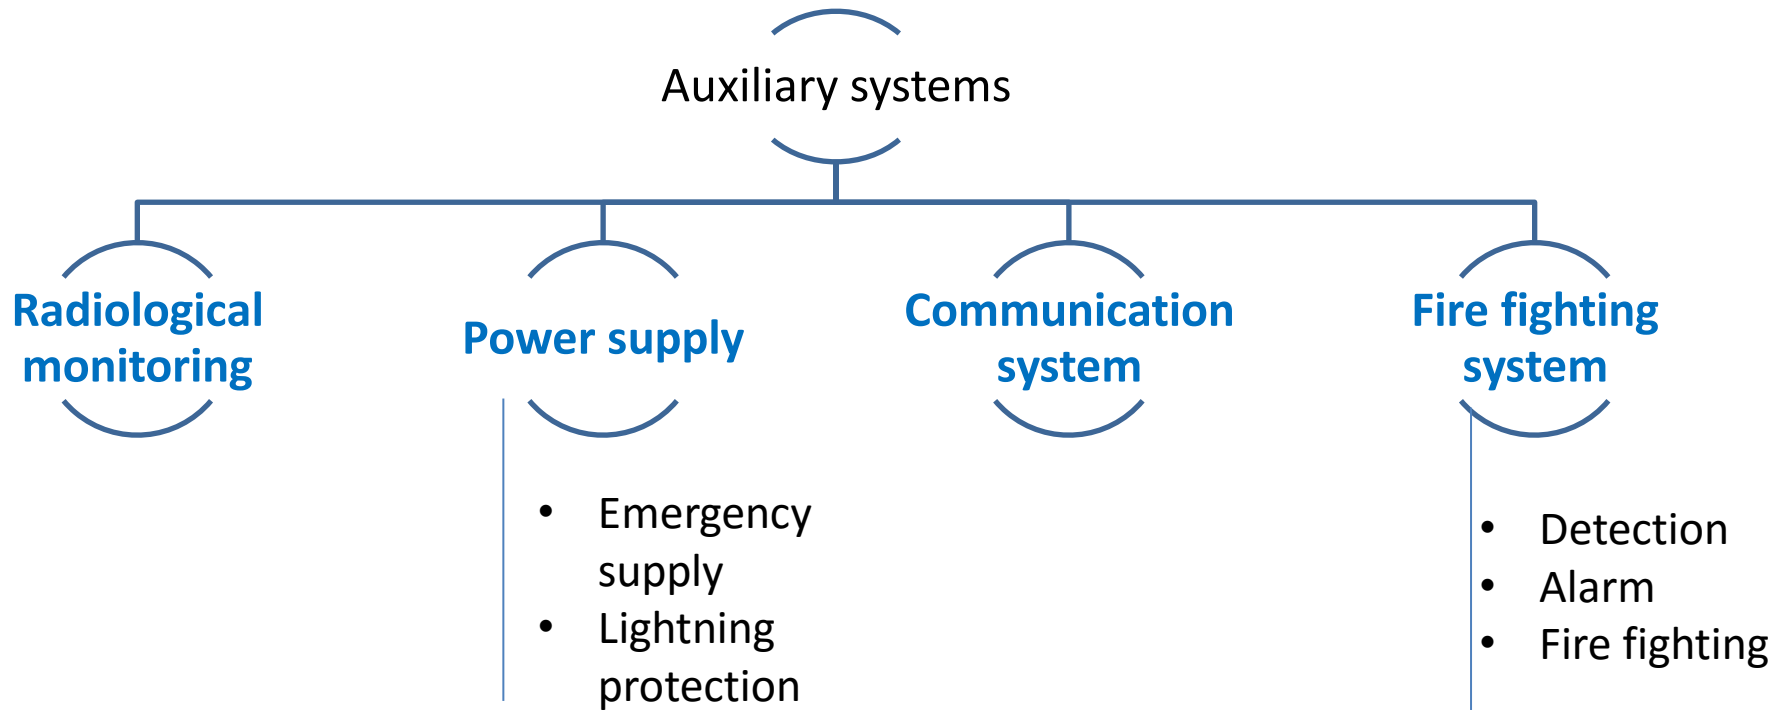 Auxiliary systems
Radiological
monitoring
Power supply
Communication
system
Fire fighting
system
• Emergency
supply
• Lightning
protection
• Detection
• Alarm
• Fire fighting